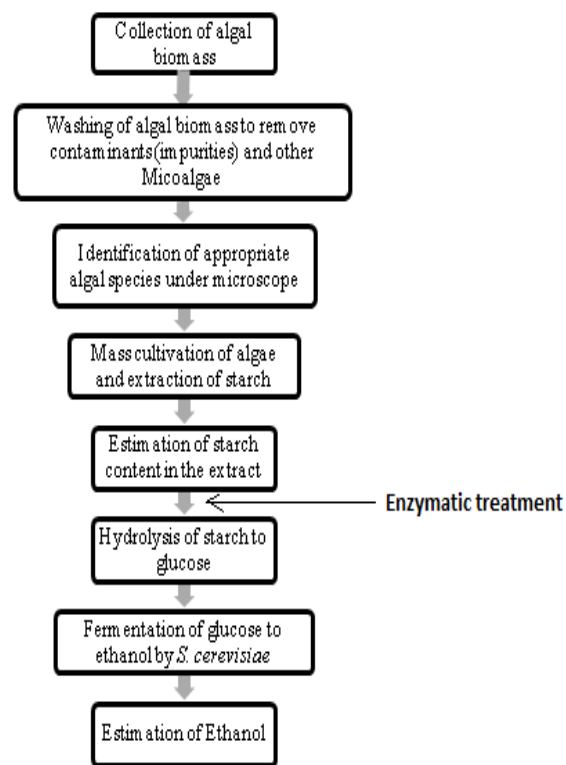 Collection of algal
biomass
Washing of algal biomass to remove
contaminants(impurities) and other
Micoalgae
Identification of appropriate
algal species under microscope
Mass cultivation of algae
and extraction of starch
Estimation of starch
content in the extract
Enzymatic treatment
Hydrolysis of starch to
glucose
Fermentation of glucose to
ethanol by S. cerevisiae
Estimation of Ethanol